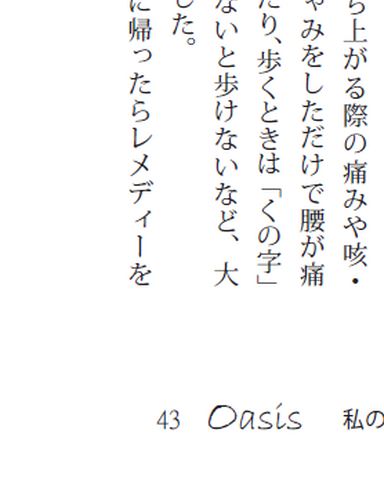 ち上がる際の痛みや咳・
ゃみをしただけで腰が痛
たり、歩くときは「くの字」
ないと歩けないなど、大
した。
に帰ったらレメディーを
43 Oasis 私の